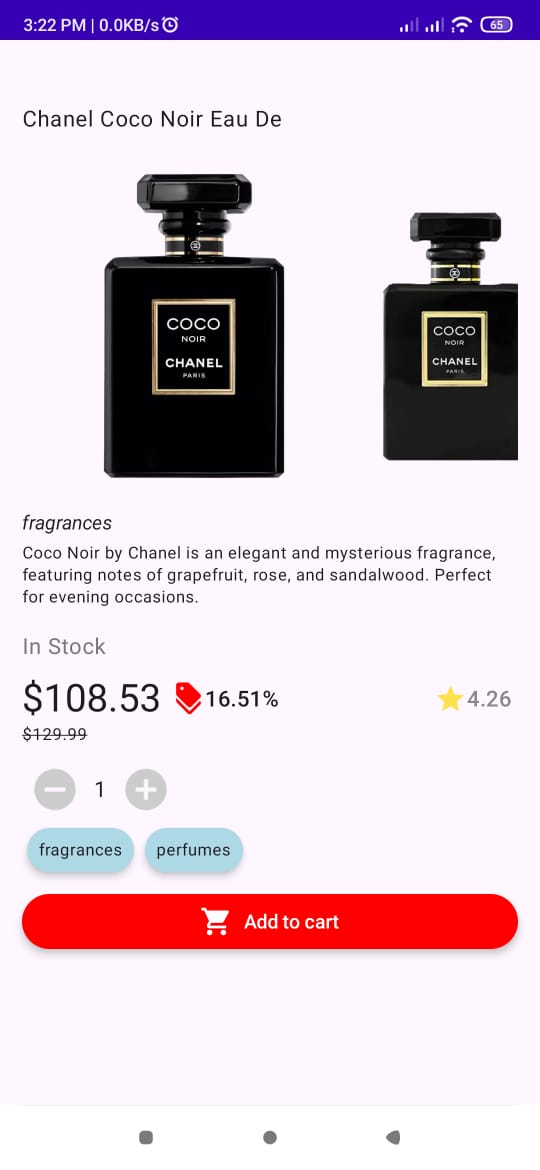 3:22 PM | 0.0KB/s
65
Chanel Coco Noir Eau De
COCO
NOIR
CHANEL
PARIS
COCO
NOIR
CHANEL
PARIS
fragrances
Coco Noir by Chanel is an elegant and mysterious fragrance,
featuring notes of grapefruit, rose, and sandalwood. Perfect
for evening occasions.
In Stock
$108.53
16.51%
4.26
$129.99
1
fragrances
perfumes
Add to cart